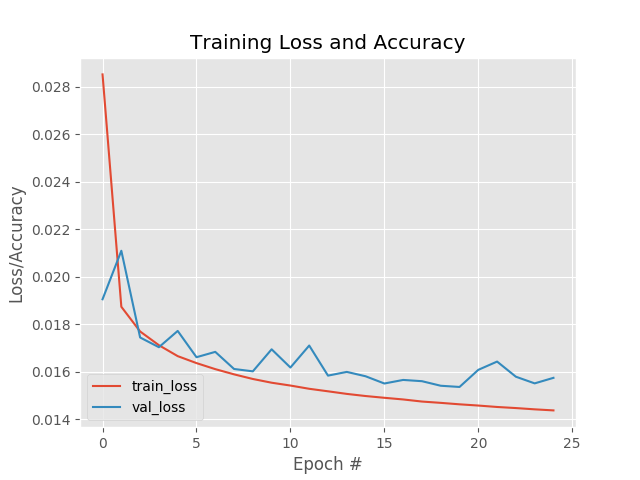 Training Loss and Accuracy
0.028
0.026
0.024
0.022
0.020
0.018
0.016
0.014
Loss/Accuracy
train_loss
val_loss
0 5 10 15 20 25
Epoch #